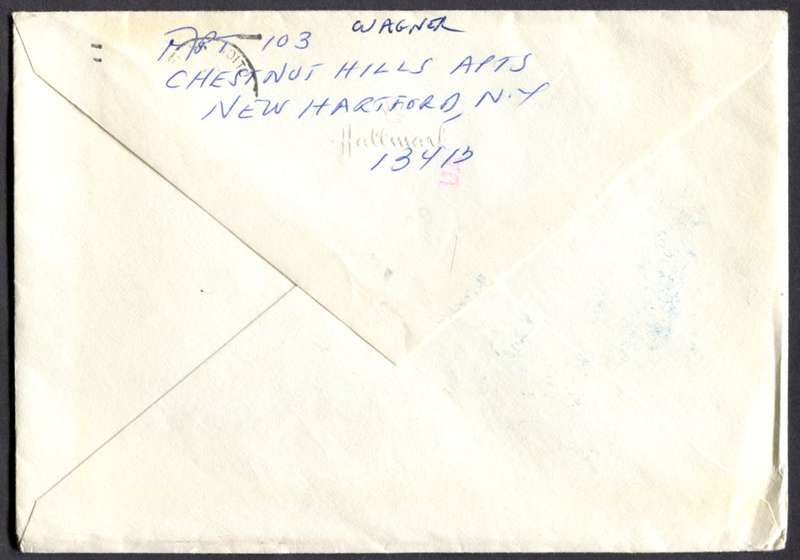 WAGNER
APT 103
CHESTNUT HILLS APTS
NEW HARTFORD, N.Y
Hallmark
13413